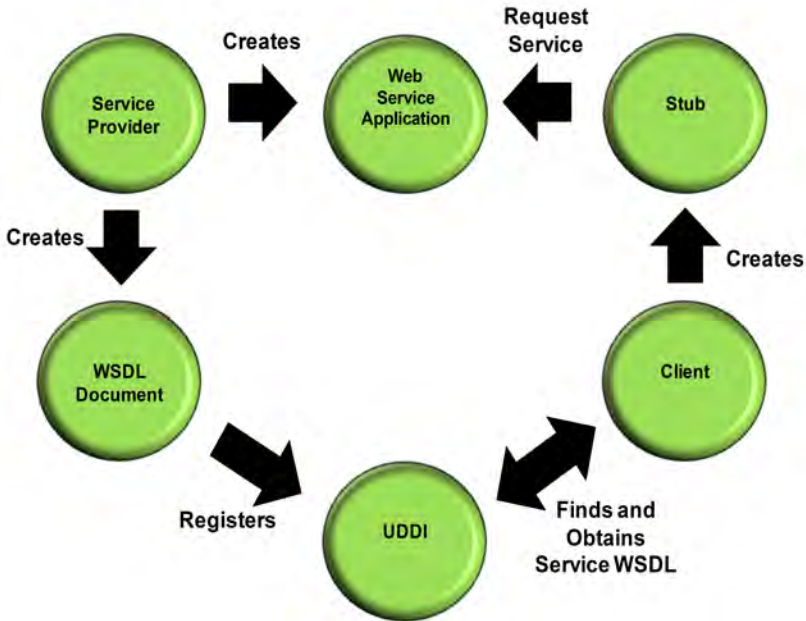 Creates
Request
Service
Service
Provider
Web
Service
Application
Stub
Creates
Creates
WSDL
Document
Client
Registers
UDDI
Finds and
Obtains
Service WSDL